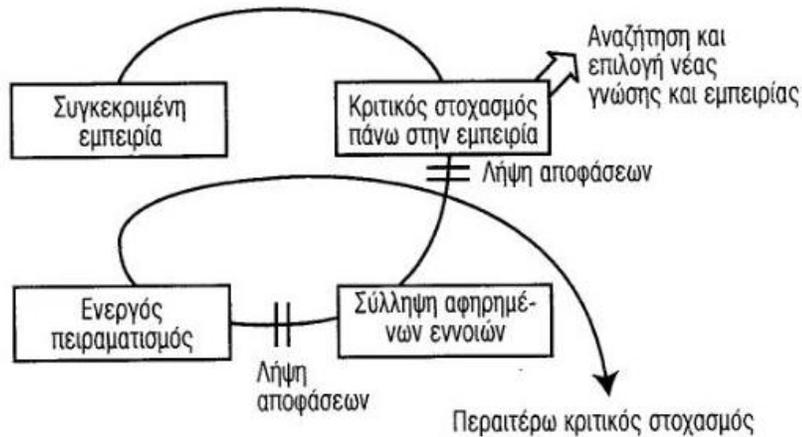 Αναζήτηση και
επιλογή νέας
γνώσης και εμπειρίας
Συγκεκριμένη
εμπειρία
Κριτικός στοχασμός
πάνω στην εμπειρία
Λήψη αποφάσεων
Ενεργός
πειραματισμός
Σύλληψη αφηρημέ-
νων εννοιών
Λήψη
αποφάσεων
Περαιτέρω κριτικός στοχασμός